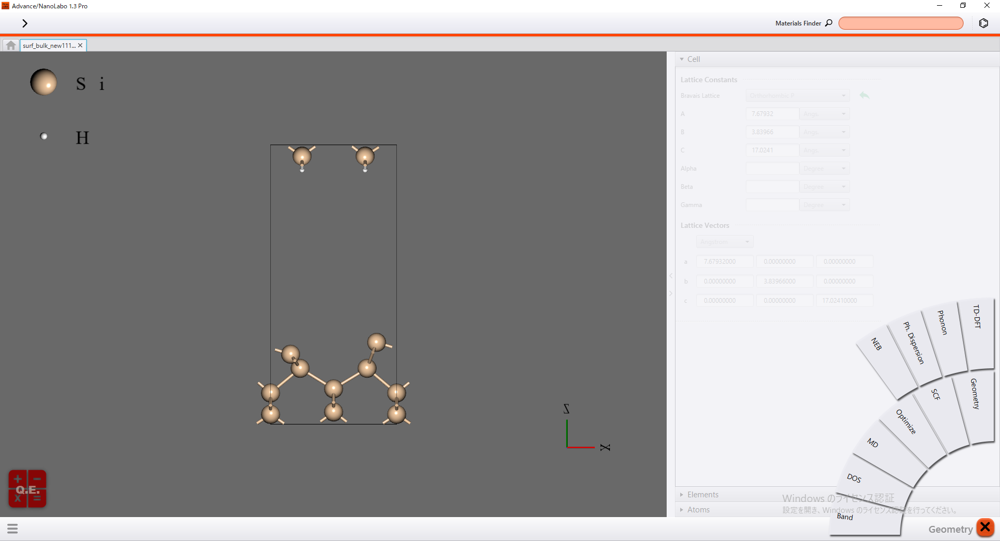 Advance/NanoLabo 1.3 Pro
Materials Finder
surf_bulk_new111...
Si
H
Z
X
Q.E.
Cell
Lattice Constants
Bravais Lattice Orthorhombic P
A 7.67932 Angs.
B 3.83966 Angs.
C 17.0241 Angs.
Alpha Degree
Beta Degree
Gamma Degree
Lattice Vectors
Angstrom
a 7.67932000 0.00000000 0.00000000
b 0.00000000 3.83966000 0.00000000
c 0.00000000 0.00000000 17.02410000
Elements
Atoms
NEB
Ph. Dispersion
Phonon
TD-DFT
Geometry
SCF
Optimize
MD
DOS
Band
Windows のライセンス認証
設定を開き、Windows のライセンス認証を行ってください。
Geometry